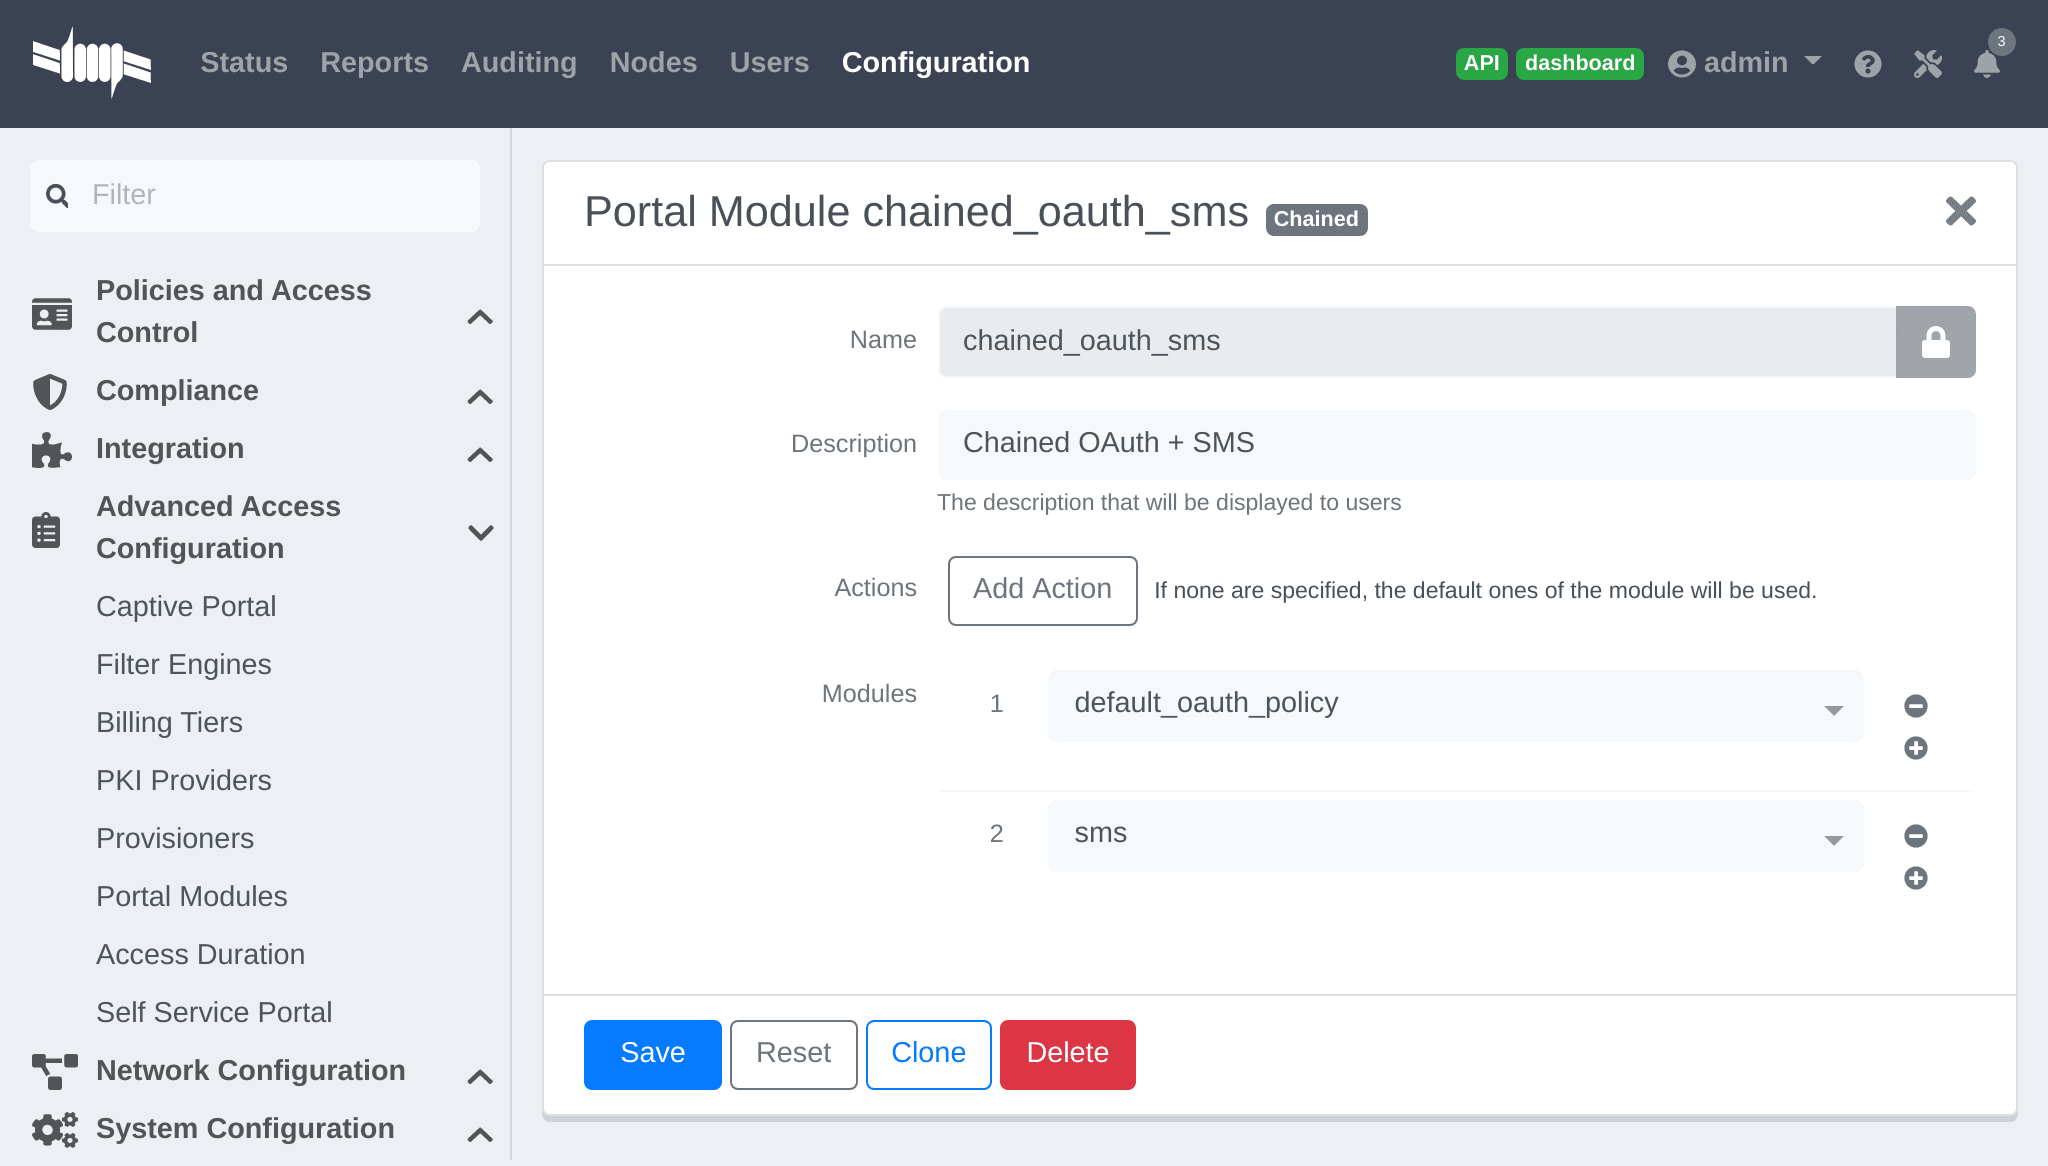 Status Reports Auditing Nodes Users Configuration API dashboard admin 3
Filter
Policies and Access
Control
Compliance
Integration
Advanced Access
Configuration
Captive Portal
Filter Engines
Billing Tiers
PKI Providers
Provisioners
Portal Modules
Access Duration
Self Service Portal
Network Configuration
System Configuration
Portal Module chained_oauth_sms Chained
Name chained_oauth_sms
Description Chained OAuth + SMS
The description that will be displayed to users
Actions Add Action If none are specified, the default ones of the module will be used.
Modules 1 default_oauth_policy
2 sms
Save Reset Clone Delete